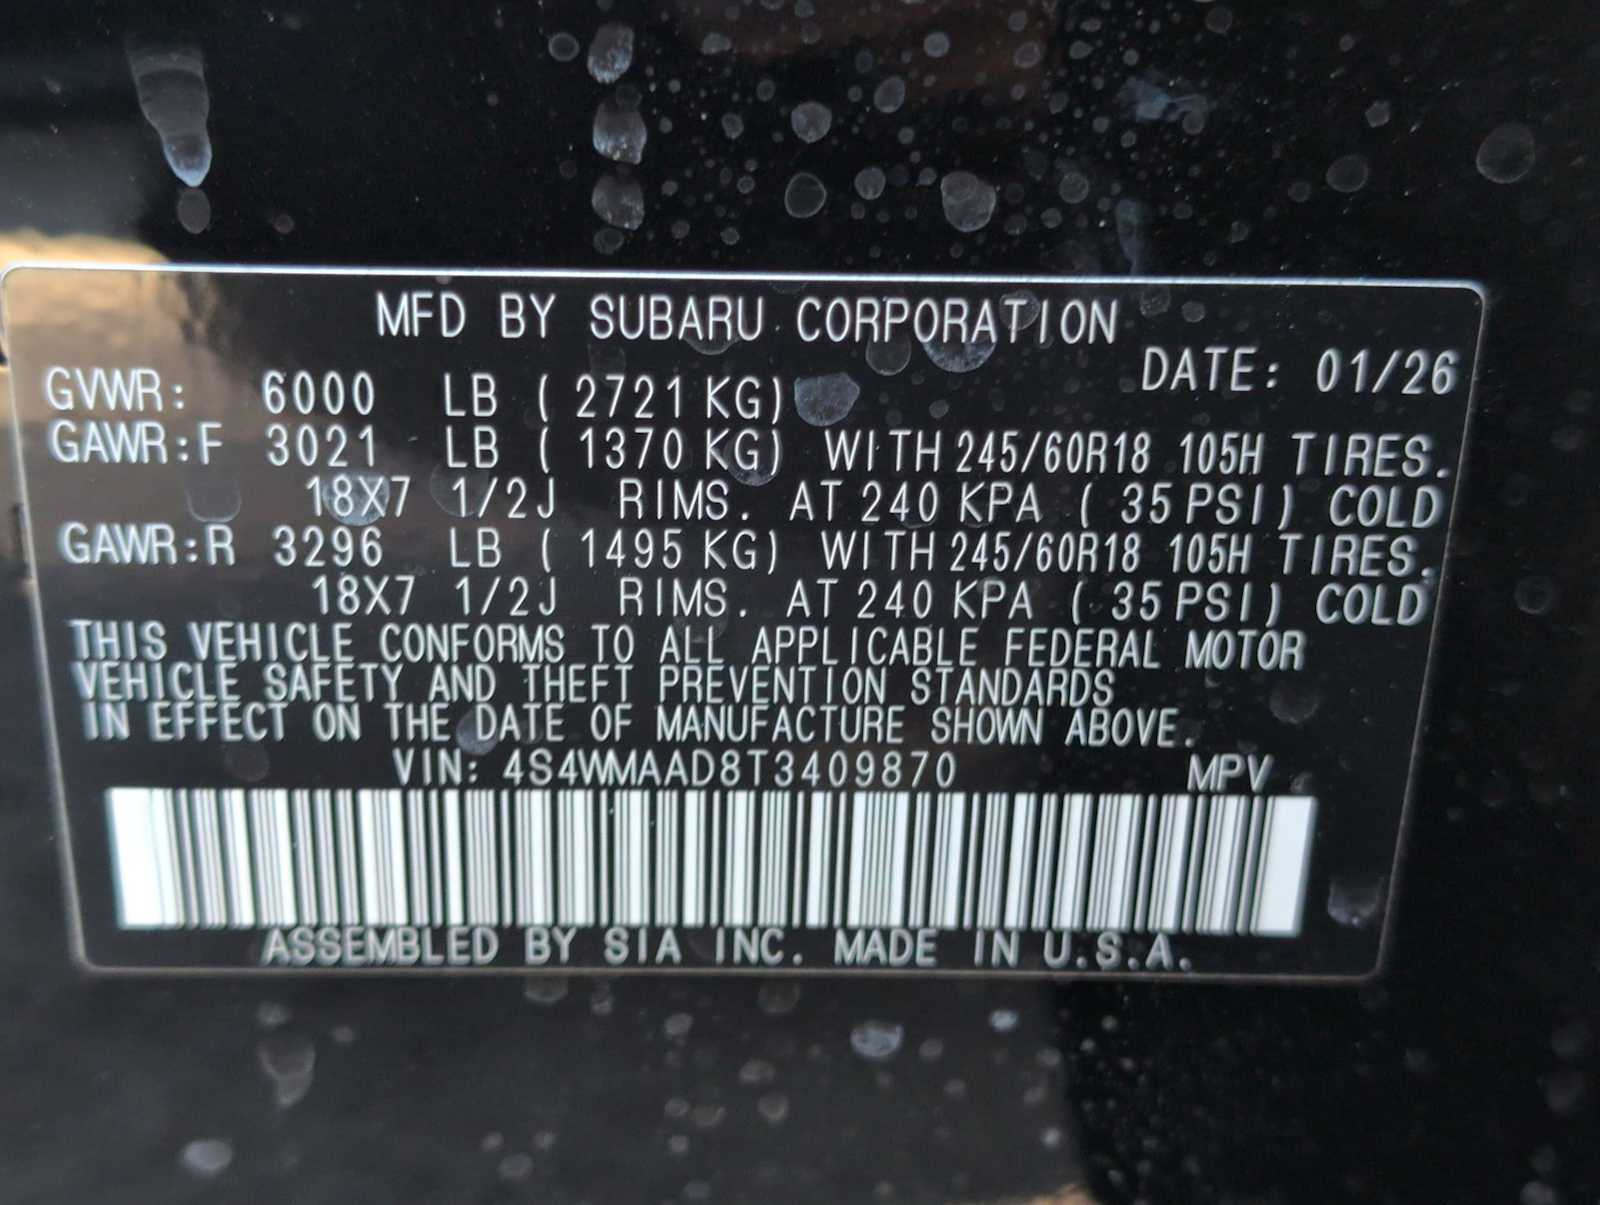 MFD BY SUBARU CORPORATION
DATE: 01/26
GVWR: 6000 LB ( 2721 KG)
GAWR:F 3021 LB ( 1370 KG) WITH 245/60R18 105H TIRES.
18X7 1/2J RIMS. AT 240 KPA ( 35 PSI) COLD
GAWR:R 3296 LB ( 1495 KG) WITH 245/60R18 105H TIRES.
18X7 1/2J RIMS. AT 240 KPA ( 35 PSI) COLD
THIS VEHICLE CONFORMS TO ALL APPLICABLE FEDERAL MOTOR
VEHICLE SAFETY AND THEFT PREVENTION STANDARDS
IN EFFECT ON THE DATE OF MANUFACTURE SHOWN ABOVE.
VIN: 4S4WMAAD8T3409870 MPV
ASSEMBLED BY SIA INC. MADE IN U.S.A.